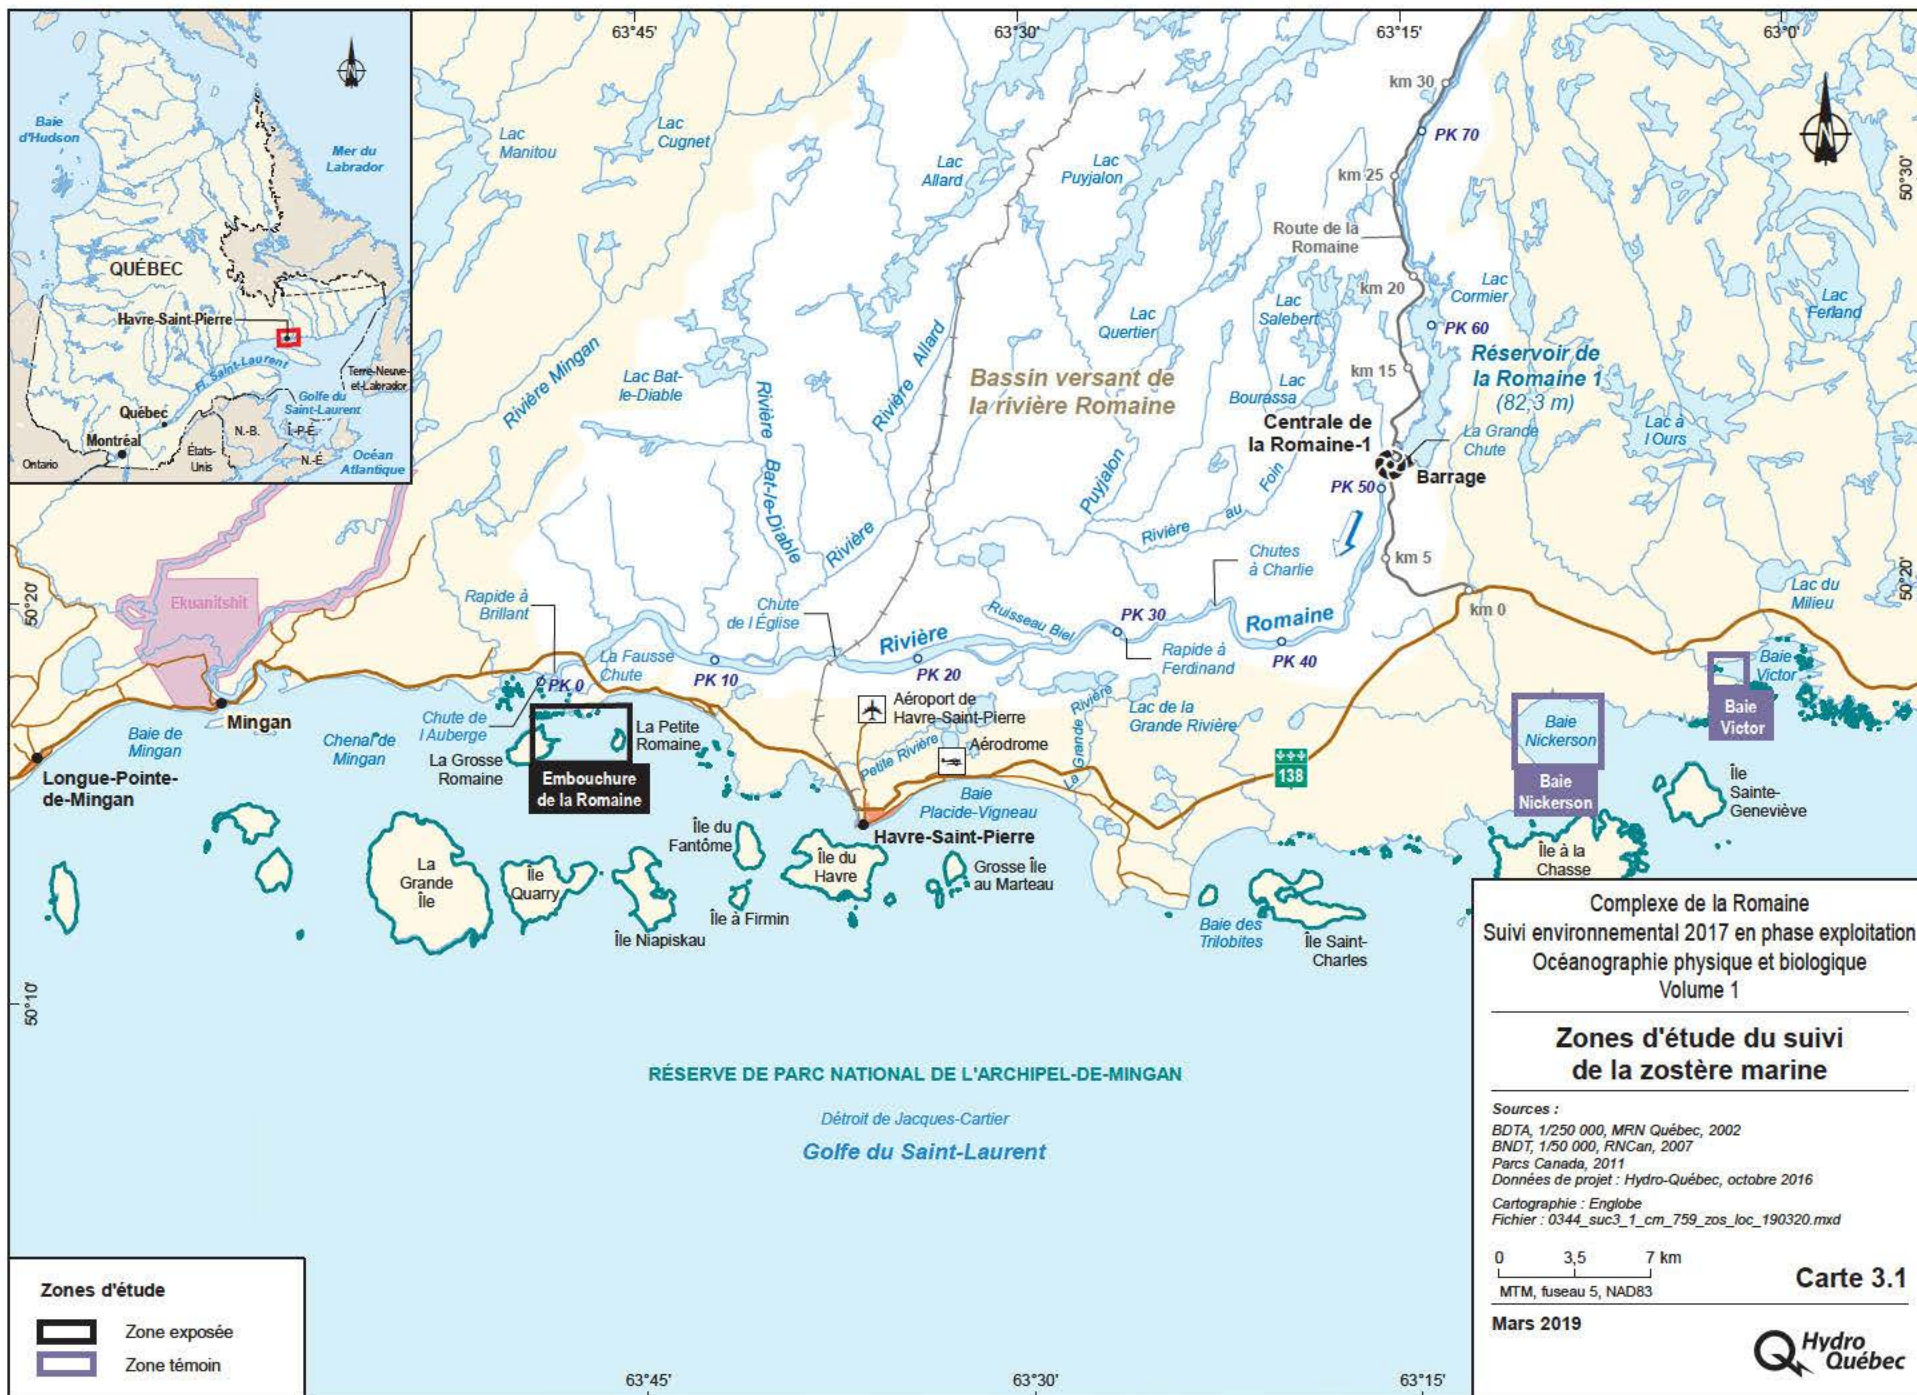 63°45'
63°30'
63°15'
63°0'
50°30'
50°20'
50°20'
50°10'
63°45'
63°30'
63°15'
Baie
d'Hudson
Mer du
Labrador
QUÉBEC
Havre-Saint-Pierre
Fl. Saint-Laurent
Terre-Neuve-
et-Labrador
Golfe du
Saint-Laurent
Québec
N.-B.
Î.-P.-É.
Montréal
États-
Unis
N.-É.
Ontario
Océan
Atlantique
Lac
Manitou
Lac
Cugnet
Lac
Allard
Lac
Puyjalon
km 30
PK 70
km 25
Route de la
Romaine
km 20
Lac
Cormier
Lac
Salebert
Lac
Quertier
PK 60
Lac
Ferland
Rivière Mingan
Lac Bat-
le-Diable
Rivière
Bat-le-Diable
Rivière Allard
Rivière
Bassin versant de
la rivière Romaine
Lac
Bourassa
km 15
Réservoir de
la Romaine 1
(82,3 m)
Centrale de
la Romaine-1
La Grande
Chute
Lac à
l Ours
Barrage
PK 50
Puyjalon
Rivière au Foin
km 5
Chutes
à Charlie
km 0
Lac du
Milieu
Ekuanitshit
Rapide à
Brillant
Chute
de l Église
Ruisseau Biel
PK 30
Romaine
Rivière
PK 20
Rapide à
Ferdinand
PK 40
La Fausse
Chute
PK 10
PK 0
Chute de
l Auberge
Baie
Victor
Baie
Victor
Baie
Nickerson
Baie
Nickerson
Aéroport de
Havre-Saint-Pierre
Petite Rivière
Aérodrome
La Grande Rivière
Lac de la
Grande Rivière
138
Mingan
Baie de
Mingan
Chenal de
Mingan
La Grosse
Romaine
La Petite
Romaine
Embouchure
de la Romaine
Longue-Pointe-
de-Mingan
Baie
Placide-Vigneau
Havre-Saint-Pierre
Île
Sainte-
Geneviève
Île du
Fantôme
La
Grande
Île
Île
Quarry
Île Niapiskau
Île à Firmin
Île du
Havre
Grosse Île
au Marteau
Baie des
Trilobites
Île Saint-
Charles
Île à la
Chasse
RÉSERVE DE PARC NATIONAL DE L'ARCHIPEL-DE-MINGAN
Détroit de Jacques-Cartier
Golfe du Saint-Laurent
Zones d'étude
Zone exposée
Zone témoin
Complexe de la Romaine
Suivi environnemental 2017 en phase exploitation
Océanographie physique et biologique
Volume 1
Zones d'étude du suivi
de la zostère marine
Sources :
BDTA, 1/250 000, MRN Québec, 2002
BNDT, 1/50 000, RNCan, 2007
Parcs Canada, 2011
Données de projet : Hydro-Québec, octobre 2016
Cartographie : Englobe
Fichier : 0344_suc3_1_cm_759_zos_loc_190320.mxd
0 3,5 7 km
MTM, fuseau 5, NAD83
Carte 3.1
Mars 2019
Hydro
Québec